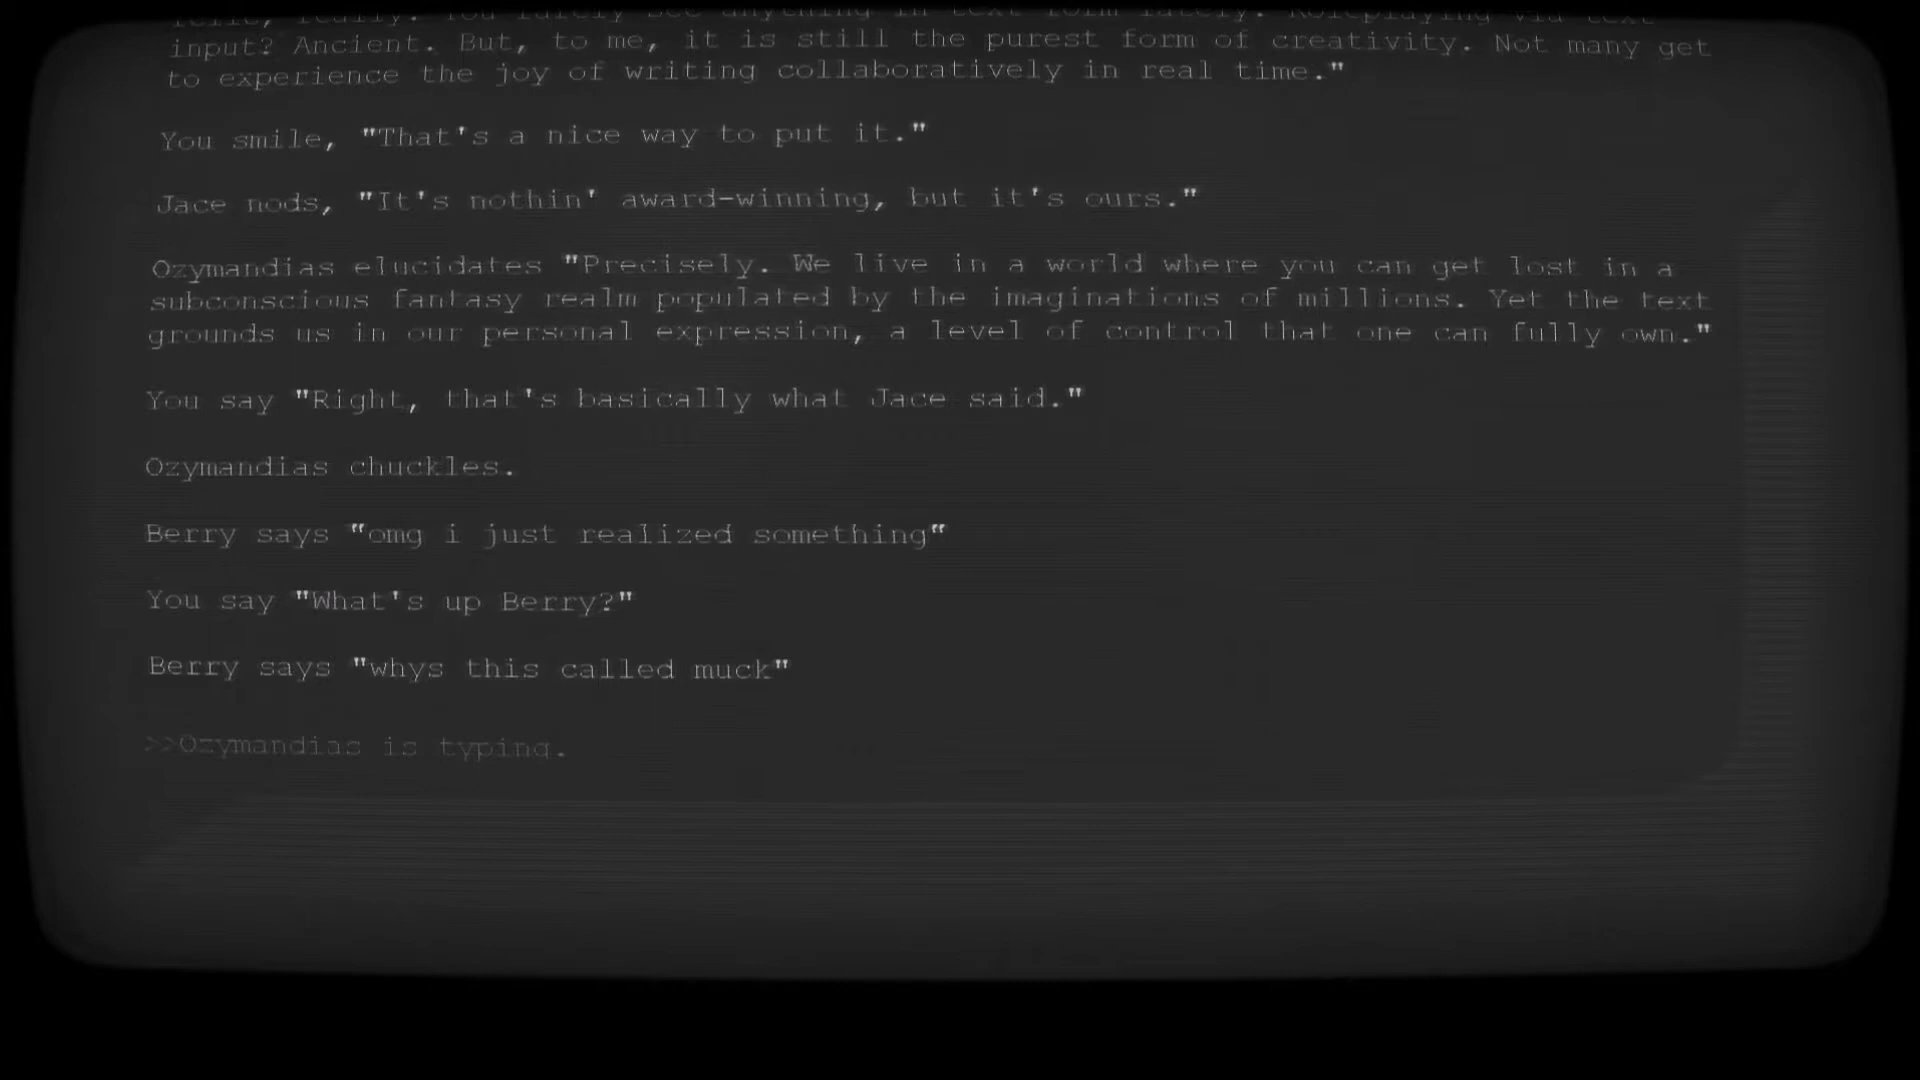 input? Ancient. But, to me, it is still the purest form of creativity. Not many get
to experience the joy of writing collaboratively in real time."
You smile, "That's a nice way to put it."
Jace nods, "It's nothin' award-winning, but it's ours."
Ozymandias elucidates "Precisely. We live in a world where you can get lost in a
subconscious fantasy realm populated by the imaginations of millions. Yet the text
grounds us in our personal expression, a level of control that one can fully own."
You say "Right, that's basically what Jace said."
Ozymandias chuckles.
Berry says "omg i just realized something"
You say "What's up Berry?"
Berry says "whys this called muck"
>>Ozymandias is typing.